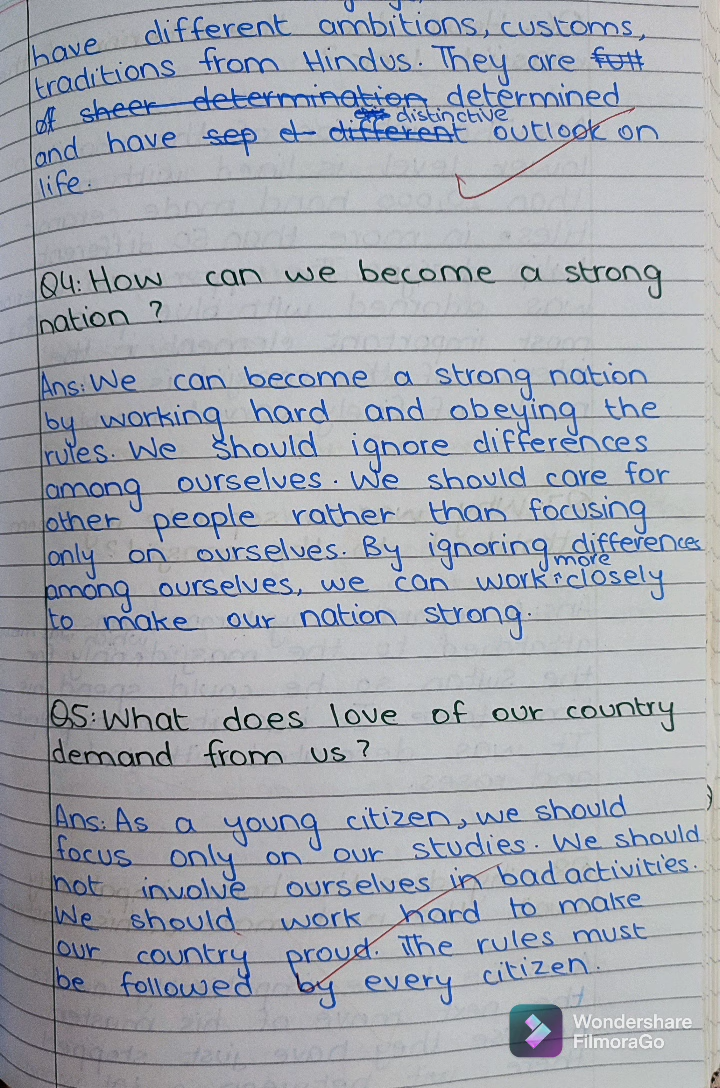 have different ambitions, customs,
traditions from Hindus. They are full
of sheer determination determined
distinctive
and have sep d different outlook on
life.
Q4: How can we become a strong
nation ?
Ans: We can become a strong nation
by working hard and obeying the
rules. We should ignore differences
among ourselves. We should care for
other people rather than focusing
only on ourselves. By ignoring differences
more
among ourselves, we can work closely
to make our nation strong.
Q5: What does love of our country
demand from us ?
Ans: As a young citizen, we should
focus only on our studies. We should
not involve ourselves in bad activities.
We should work hard to make
our country proud. The rules must
be followed by every citizen.
Wondershare
FilmoraGo